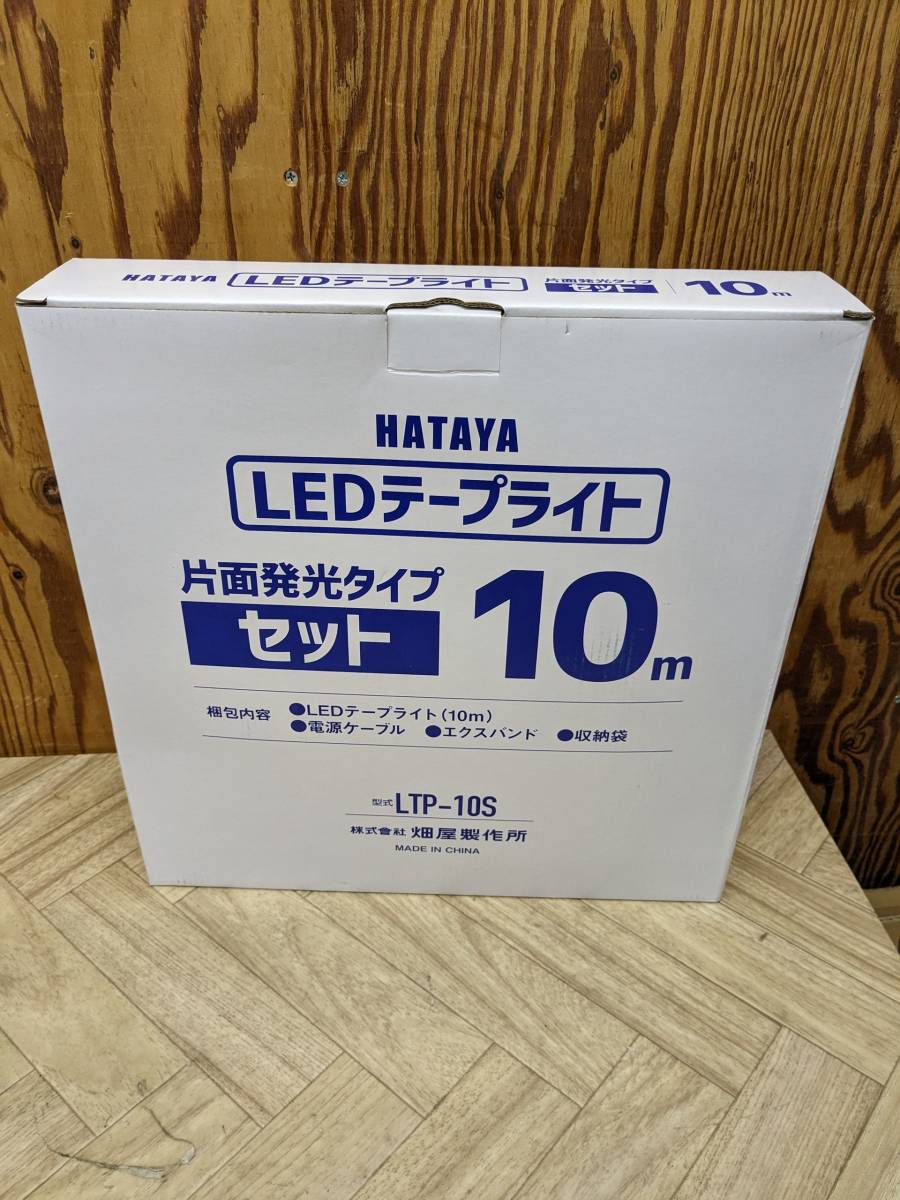 HATAYA LEDテープライト 片面発光タイプ セット 10m
HATAYA
LEDテープライト
片面発光タイプ
セット
10m
梱包内容 ●LEDテープライト(10m)
●電源ケーブル ●エクスバンド ●収納袋
型式 LTP-10S
株式會社 畑屋製作所
MADE IN CHINA